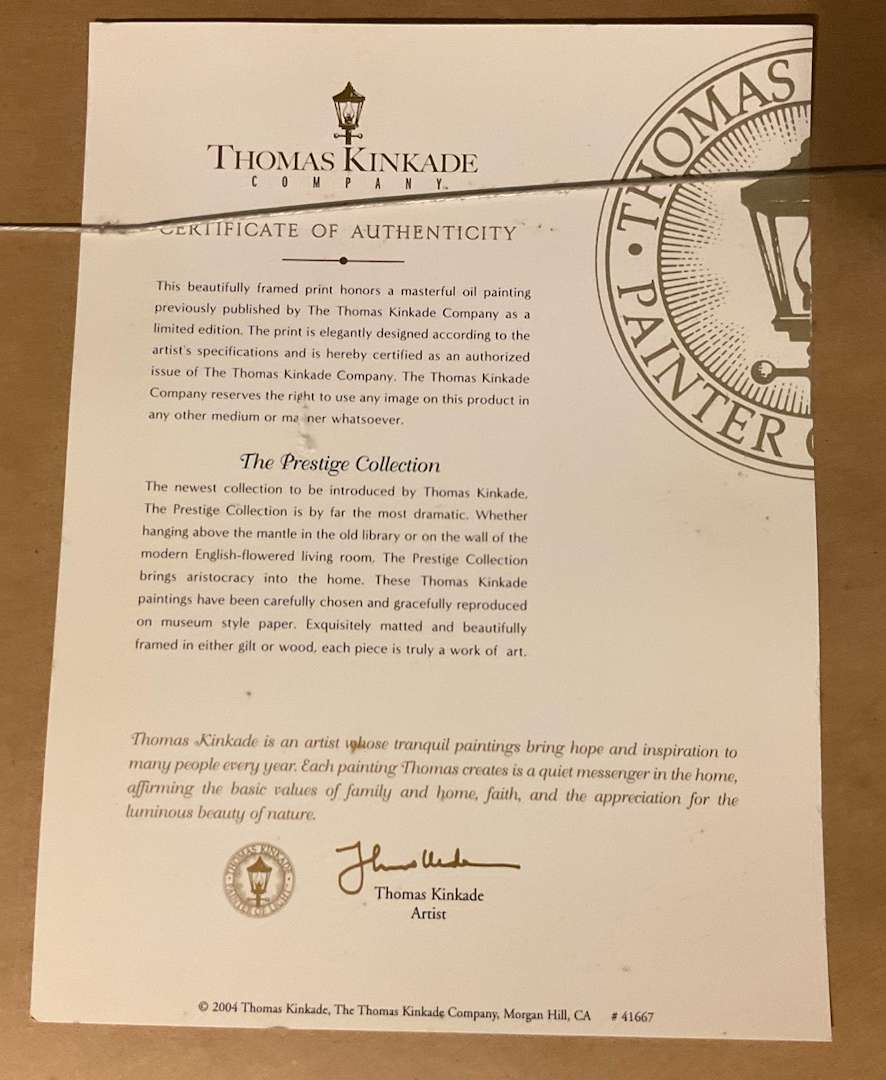 THOMAS KINKADE
COMPANY™
CERTIFICATE OF AUTHENTICITY
This beautifully framed print honors a masterful oil painting
previously published by The Thomas Kinkade Company as a
limited edition. The print is elegantly designed according to the
artist's specifications and is hereby certified as an authorized
issue of The Thomas Kinkade Company. The Thomas Kinkade
Company reserves the right to use any image on this product in
any other medium or ma ner whatsoever.
The Prestige Collection
The newest collection to be introduced by Thomas Kinkade,
The Prestige Collection is by far the most dramatic. Whether
hanging above the mantle in the old library or on the wall of the
modern English-flowered living room, The Prestige Collection
brings aristocracy into the home. These Thomas Kinkade
paintings have been carefully chosen and gracefully reproduced
on museum style paper. Exquisitely matted and beautifully
framed in either gilt or wood, each piece is truly a work of art.
Thomas Kinkade is an artist whose tranquil paintings bring hope and inspiration to
many people every year. Each painting Thomas creates is a quiet messenger in the home,
affirming the basic values of family and home, faith, and the appreciation for the
luminous beauty of nature.
Thomas Kinkade
Artist
© 2004 Thomas Kinkade, The Thomas Kinkade Company, Morgan Hill, CA # 41667
THOMAS
PAINTER
THOMAS KINKADE
PAINTER OF LIGHT